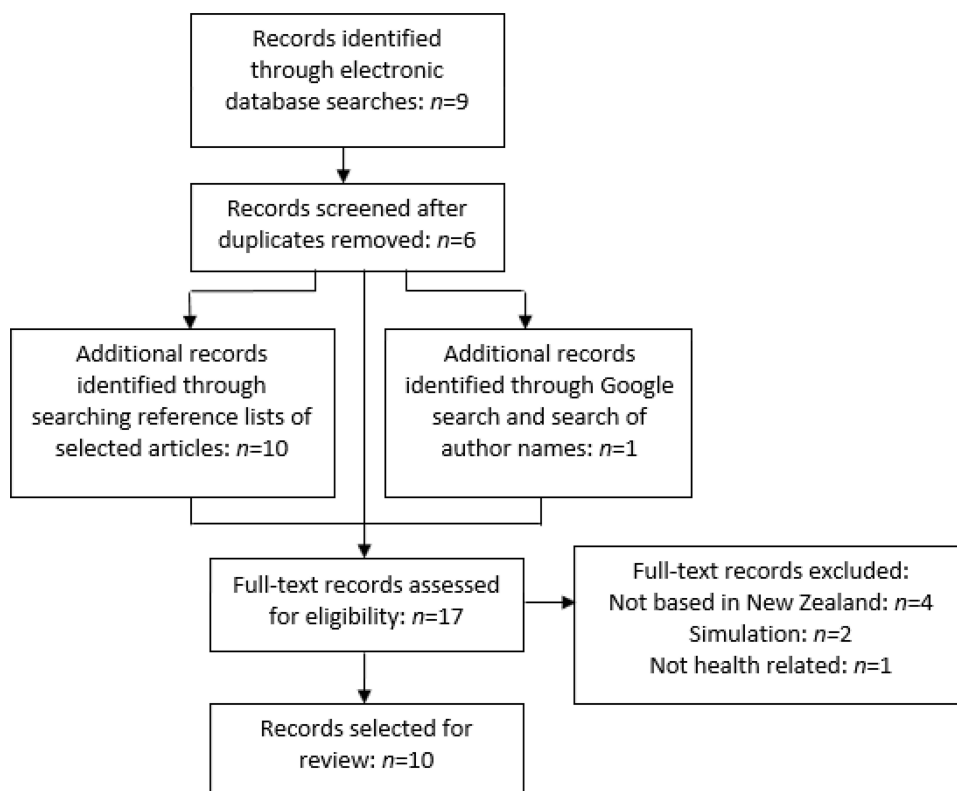 Records identified
through electronic
database searches: n=9
Records screened after
duplicates removed: n=6
Additional records
identified through
searching reference lists of
selected articles: n=10
Additional records
identified through Google
search and search of
author names: n=1
Full-text records assessed
for eligibility: n=17
Full-text records excluded:
Not based in New Zealand: n=4
Simulation: n=2
Not health related: n=1
Records selected for
review: n=10